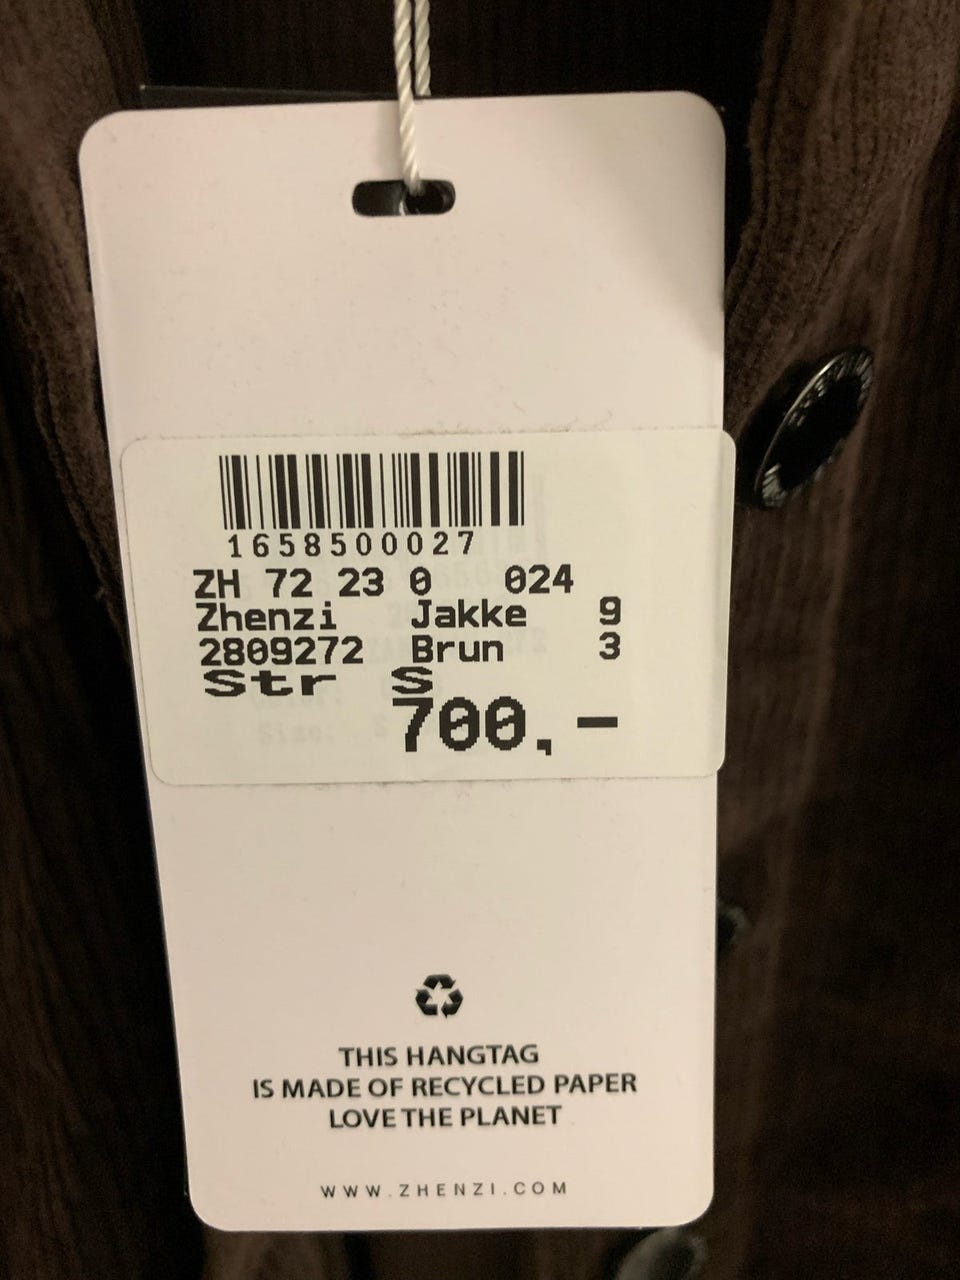 1658500027
ZH 72 23 0 024
Zhenzi Jakke 9
2809272 Brun 3
Str S
700,-
THIS HANGTAG
IS MADE OF RECYCLED PAPER
LOVE THE PLANET
WWW.ZHENZI.COM